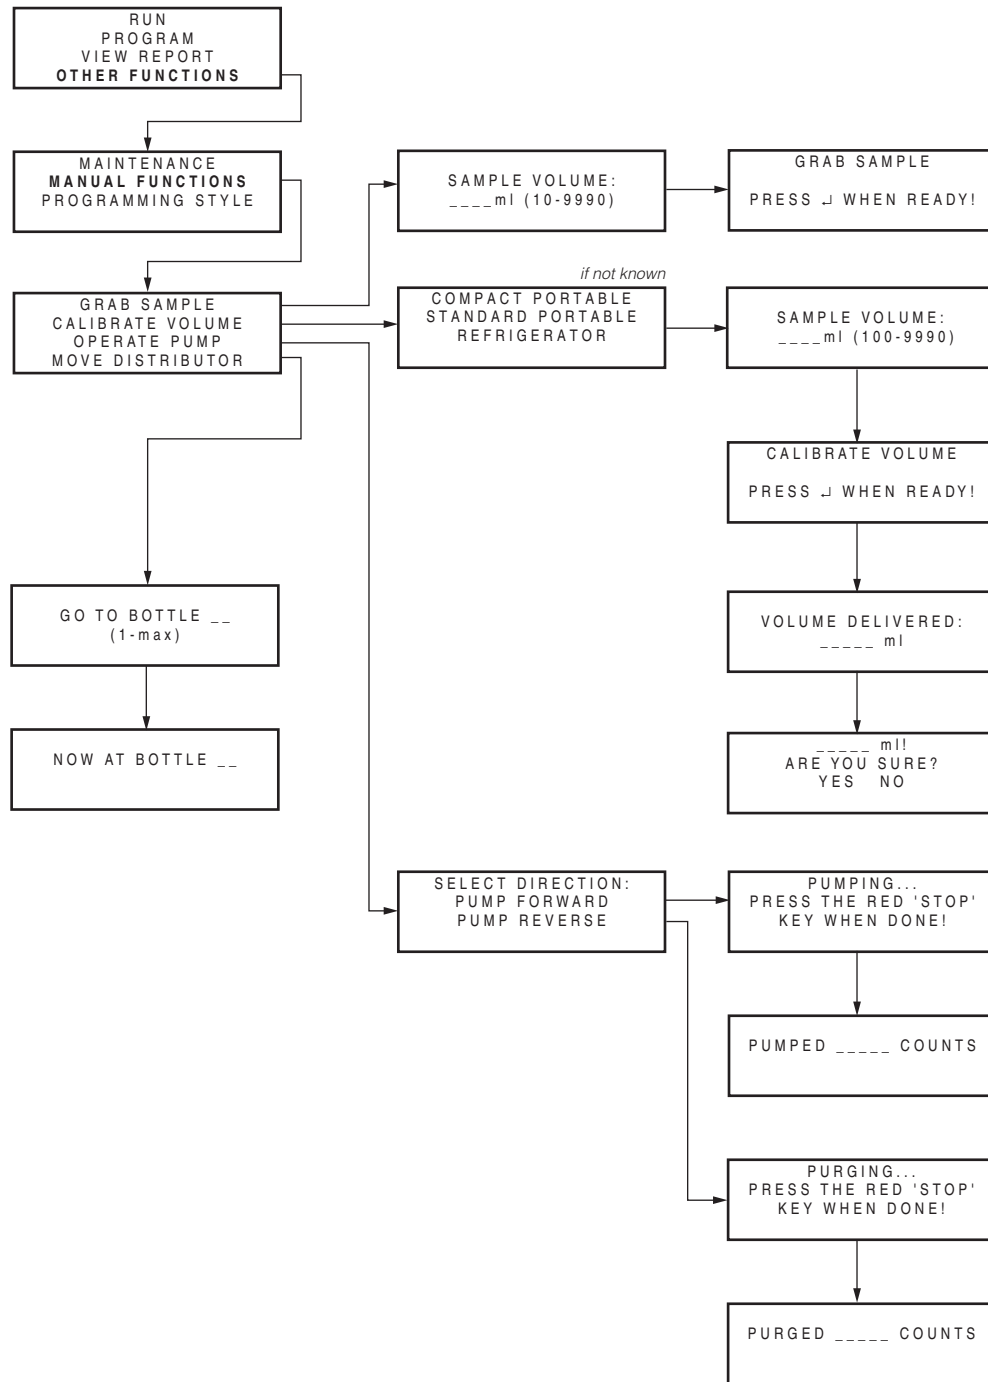 RUN
PROGRAM
VIEW REPORT
OTHER FUNCTIONS
MAINTENANCE
MANUAL FUNCTIONS
PROGRAMMING STYLE
SAMPLE VOLUME:
____ml (10-9990)
GRAB SAMPLE
PRESS ↵ WHEN READY!
GRAB SAMPLE
CALIBRATE VOLUME
OPERATE PUMP
MOVE DISTRIBUTOR
if not known
COMPACT PORTABLE
STANDARD PORTABLE
REFRIGERATOR
SAMPLE VOLUME:
____ml (100-9990)
CALIBRATE VOLUME
PRESS ↵ WHEN READY!
VOLUME DELIVERED:
_____ ml
_____ ml!
ARE YOU SURE?
YES NO
GO TO BOTTLE __
(1-max)
NOW AT BOTTLE __
SELECT DIRECTION:
PUMP FORWARD
PUMP REVERSE
PUMPING...
PRESS THE RED 'STOP'
KEY WHEN DONE!
PUMPED _____ COUNTS
PURGING...
PRESS THE RED 'STOP'
KEY WHEN DONE!
PURGED _____ COUNTS